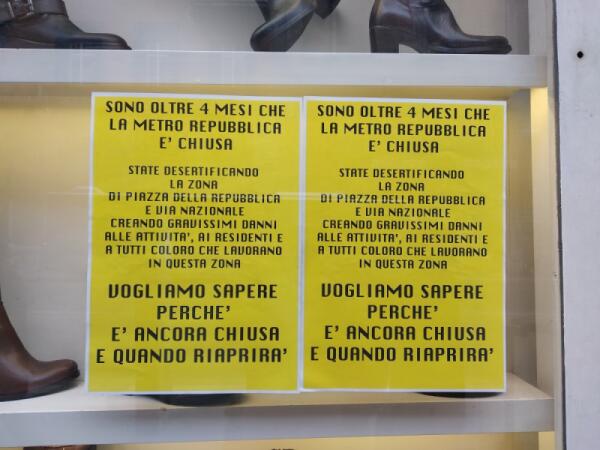 SONO OLTRE 4 MESI CHE
LA METRO REPUBBLICA
E' CHIUSA
STATE DESERTIFICANDO
LA ZONA
DI PIAZZA DELLA REPUBBLICA
E VIA NAZIONALE
CREANDO GRAVISSIMI DANNI
ALLE ATTIVITA', AI RESIDENTI E
A TUTTI COLORO CHE LAVORANO
IN QUESTA ZONA
VOGLIAMO SAPERE
PERCHE'
E' ANCORA CHIUSA
E QUANDO RIAPRIRA'
SONO OLTRE 4 MESI CHE
LA METRO REPUBBLICA
E' CHIUSA
STATE DESERTIFICANDO
LA ZONA
DI PIAZZA DELLA REPUBBLICA
E VIA NAZIONALE
CREANDO GRAVISSIMI DANNI
ALLE ATTIVITA', AI RESIDENTI E
A TUTTI COLORO CHE LAVORANO
IN QUESTA ZONA
VOGLIAMO SAPERE
PERCHE'
E' ANCORA CHIUSA
E QUANDO RIAPRIRA'